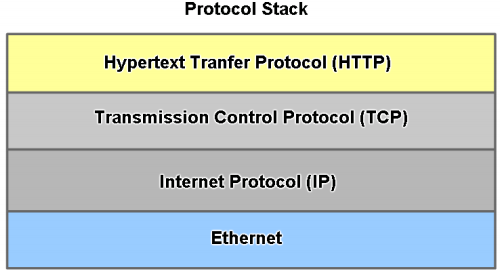 Protocol Stack
Hypertext Tranfer Protocol (HTTP)
Transmission Control Protocol (TCP)
Internet Protocol (IP)
Ethernet